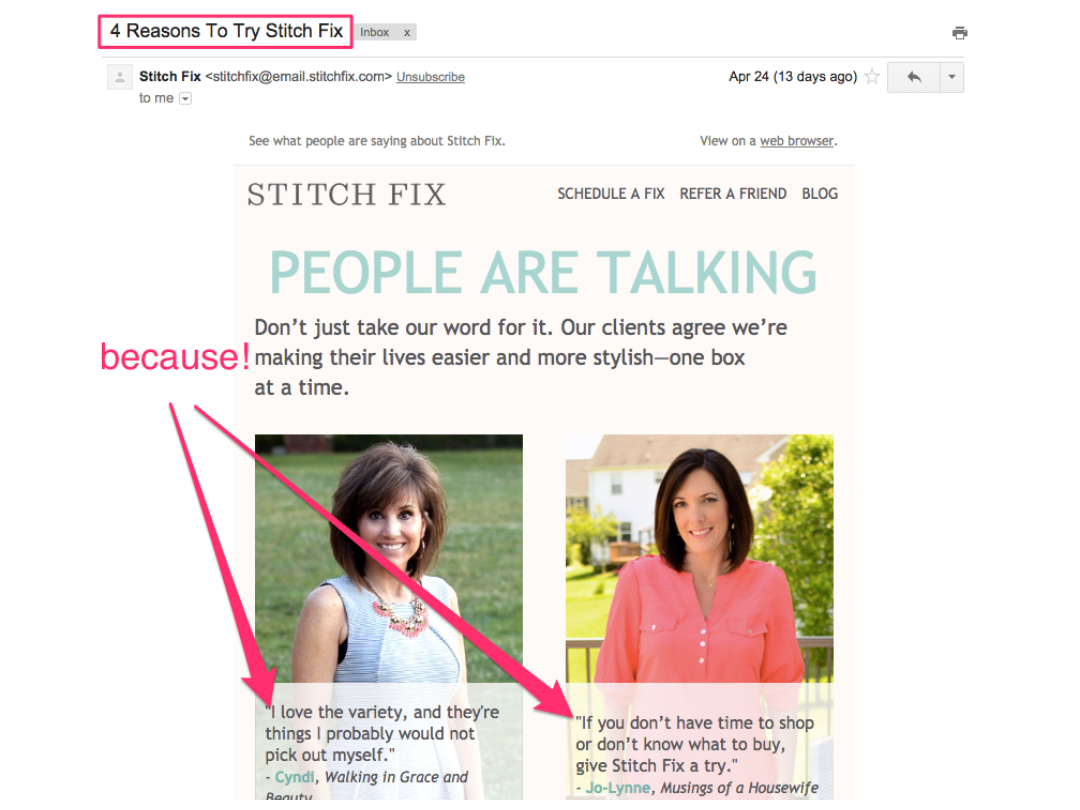 4 Reasons To Try Stitch Fix Inbox x
Stitch Fix <stitchfix@email.stitchfix.com> Unsubscribe Apr 24 (13 days ago)
to me
See what people are saying about Stitch Fix. View on a web browser.
STITCH FIX SCHEDULE A FIX REFER A FRIEND BLOG
PEOPLE ARE TALKING
Don’t just take our word for it. Our clients agree we’re
because! making their lives easier and more stylish—one box
at a time.
"I love the variety, and they're
things I probably would not
pick out myself."
- Cyndi, Walking in Grace and
Beauty
"If you don’t have time to shop
or don’t know what to buy,
give Stitch Fix a try."
- Jo-Lynne, Musings of a Housewife